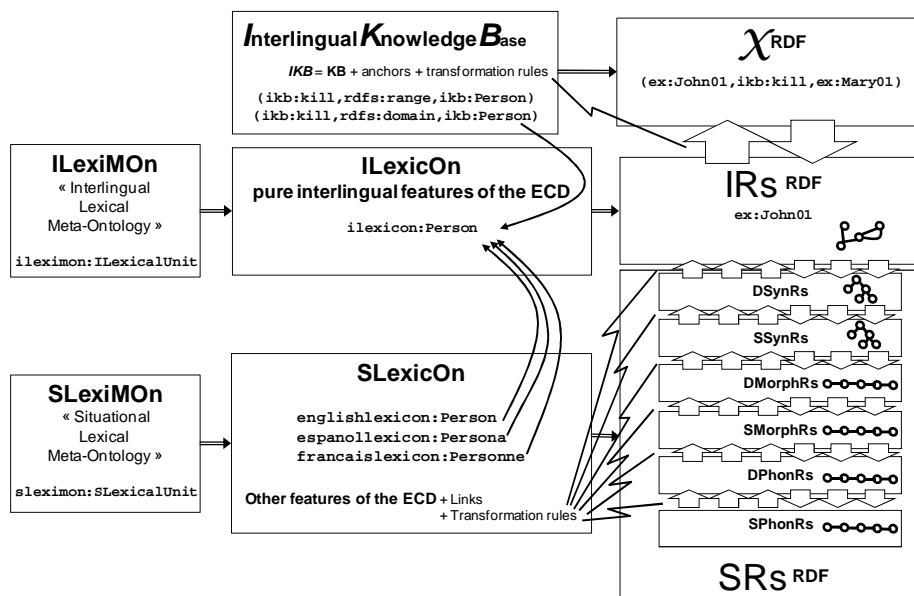 Interlingual Knowledge Base
IKB = KB + anchors + transformation rules
(ikb:kill,rdfs:range,ikb:Person)
(ikb:kill,rdfs:domain,ikb:Person)
χ RDF
(ex:John01,ikb:kill,ex:Mary01)
ILexiMOn
« Interlingual
Lexical
Meta-Ontology »
ileximon:ILexicalUnit
ILexicOn
pure interlingual features of the ECD
ilexicon:Person
IRs RDF
ex:John01
SLexiMOn
« Situational
Lexical
Meta-Ontology »
sleximon:SLexicalUnit
SLexicOn
englishlexicon:Person
espanollexicon:Persona
francaislexicon:Personne
Other features of the ECD + Links
+ Transformation rules
DSynRs
SSynRs
DMorphRs
SMorphRs
DPhonRs
SPhonRs
SRs RDF